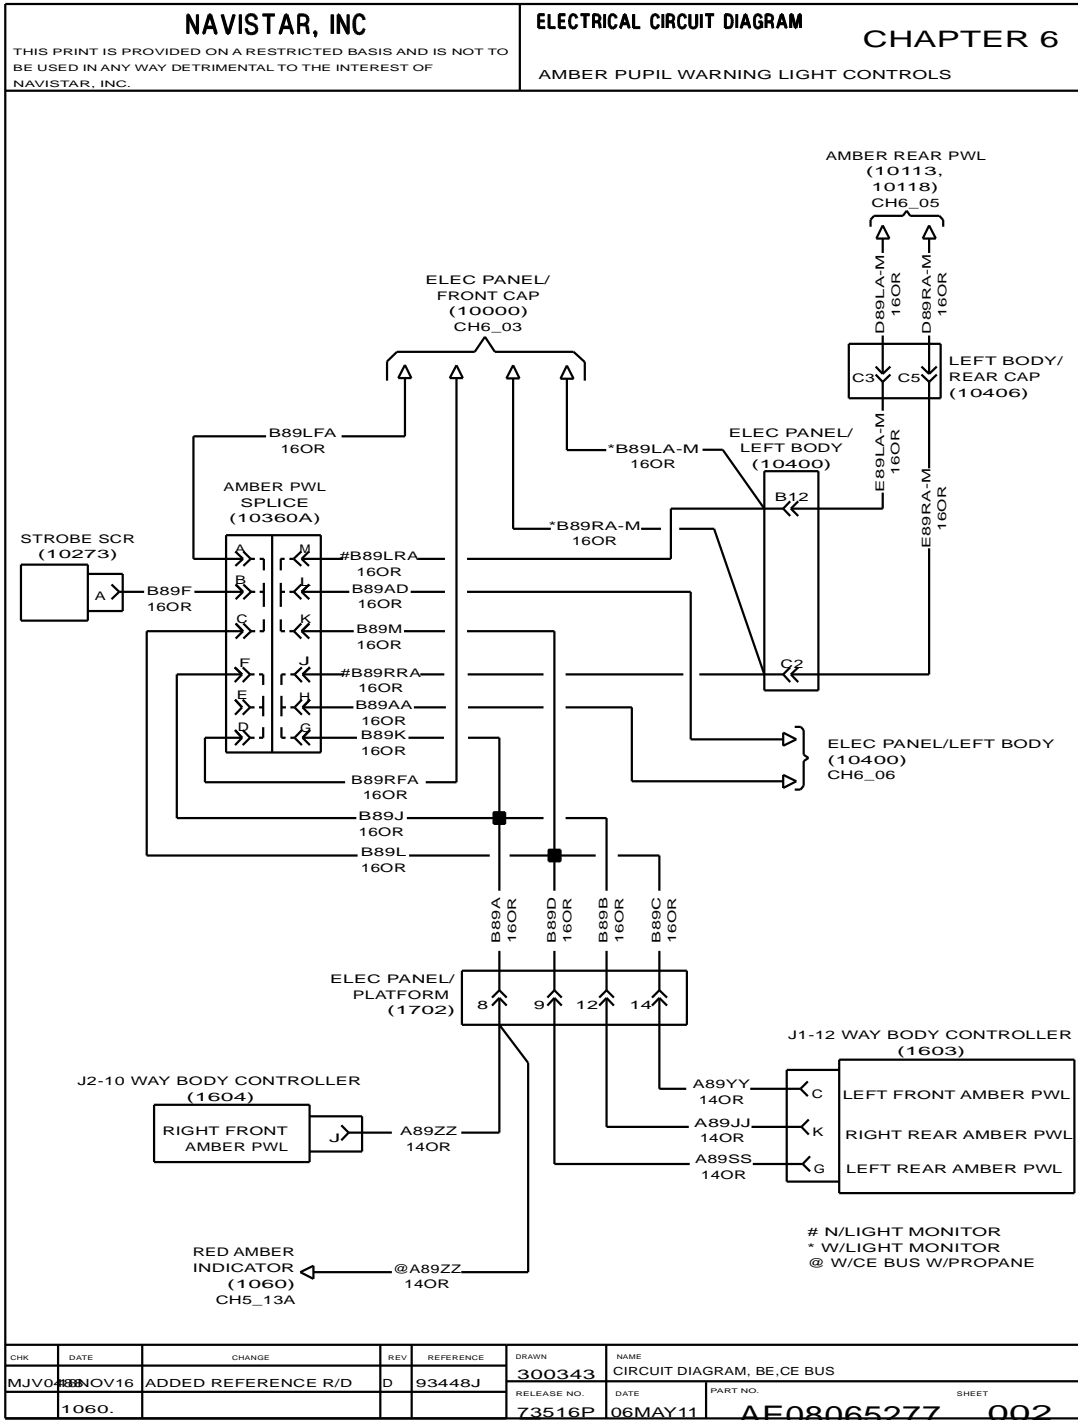 NAVISTAR, INC
THIS PRINT IS PROVIDED ON A RESTRICTED BASIS AND IS NOT TO
BE USED IN ANY WAY DETRIMENTAL TO THE INTEREST OF
NAVISTAR, INC.
ELECTRICAL CIRCUIT DIAGRAM
CHAPTER 6
AMBER PUPIL WARNING LIGHT CONTROLS
AMBER REAR PWL
(10113,
10118)
CH6_05
D89LA-M
16OR
D89RA-M
16OR
ELEC PANEL/
FRONT CAP
(10000)
CH6_03
C3
C5
LEFT BODY/
REAR CAP
(10406)
E89LA-M
16OR
E89RA-M
16OR
B89LFA
16OR
*B89LA-M
16OR
ELEC PANEL/
LEFT BODY
(10400)
B12
C2
*B89RA-M
16OR
AMBER PWL
SPLICE
(10360A)
STROBE SCR
(10273)
A
B89F
16OR
A
B
C
F
E
D
M
L
K
J
H
G
#B89LRA
16OR
B89AD
16OR
B89M
16OR
#B89RRA
16OR
B89AA
16OR
B89K
16OR
B89RFA
16OR
B89J
16OR
B89L
16OR
ELEC PANEL/LEFT BODY
(10400)
CH6_06
B89A
16OR
B89D
16OR
B89B
16OR
B89C
16OR
ELEC PANEL/
PLATFORM
(1702)
8
9
12
14
J1-12 WAY BODY CONTROLLER
(1603)
A89YY
14OR
C
LEFT FRONT AMBER PWL
A89JJ
14OR
K
RIGHT REAR AMBER PWL
A89SS
14OR
G
LEFT REAR AMBER PWL
J2-10 WAY BODY CONTROLLER
(1604)
RIGHT FRONT
AMBER PWL
J
A89ZZ
14OR
RED AMBER
INDICATOR
(1060)
CH5_13A
@A89ZZ
14OR
# N/LIGHT MONITOR
* W/LIGHT MONITOR
@ W/CE BUS W/PROPANE
CHK DATE CHANGE REV REFERENCE
NOV16 ADDED REFERENCE R/D D 93448J
1060.
DRAWN
300343
NAME
CIRCUIT DIAGRAM, BE,CE BUS
RELEASE NO.
73516P
DATE
06MAY11
PART NO.
AE08065277
SHEET
002